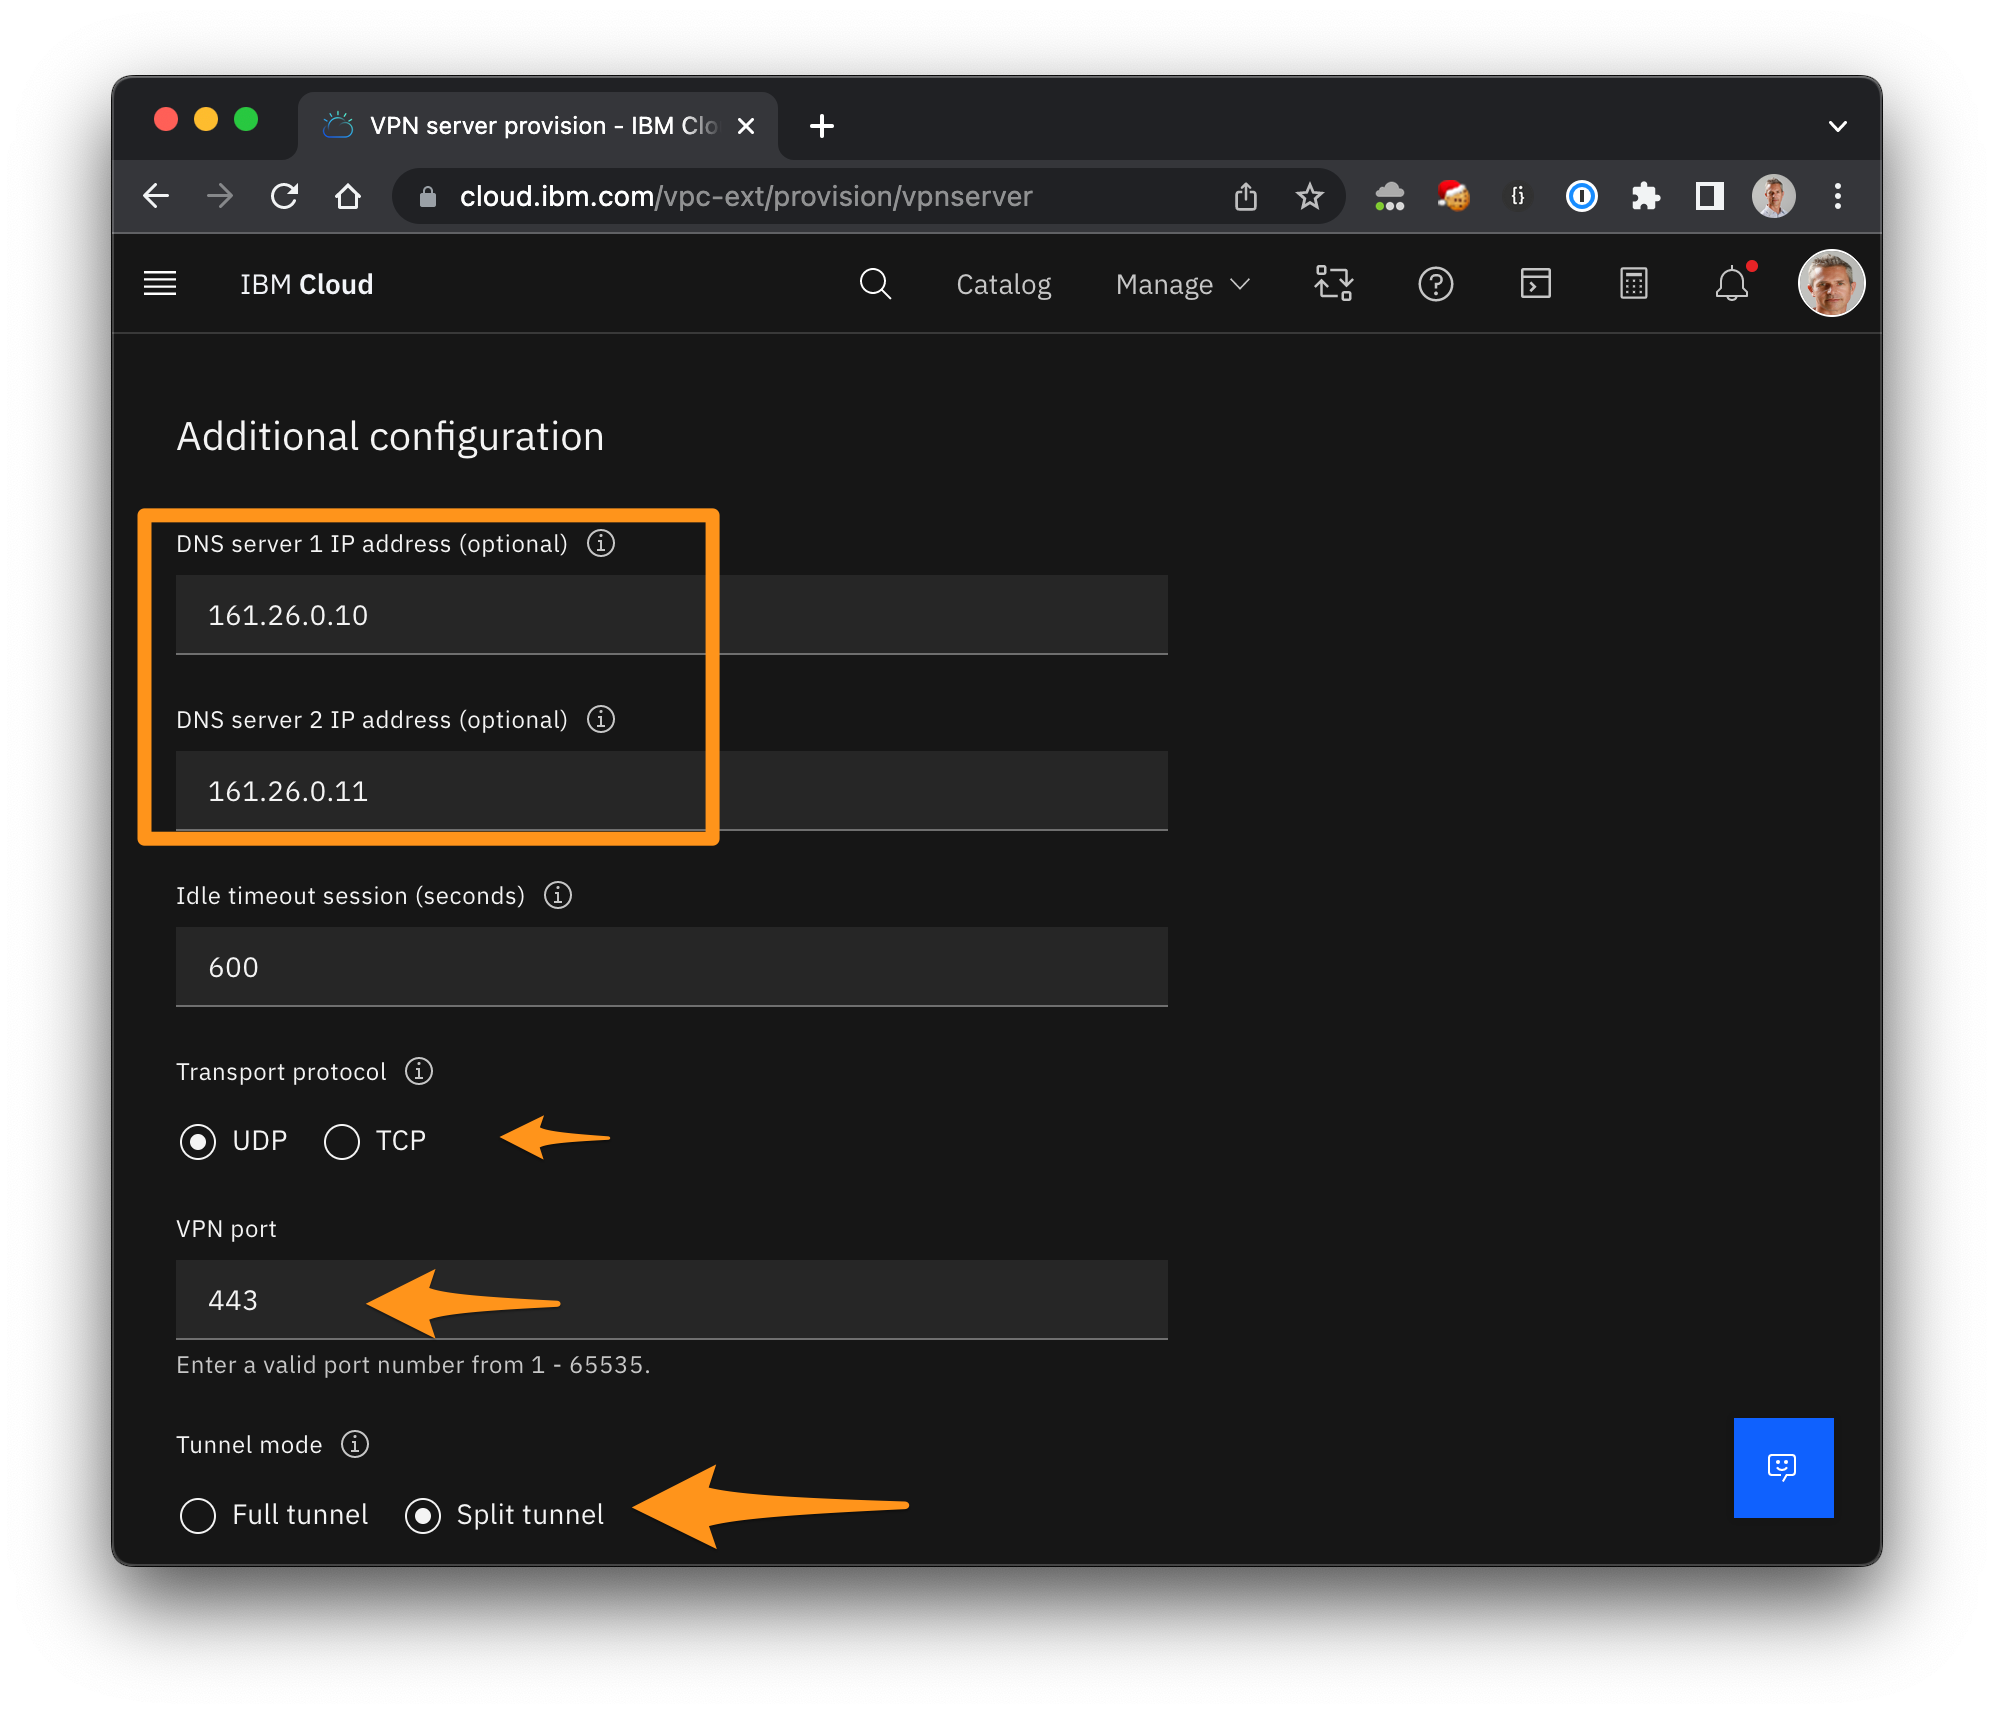 VPN server provision - IBM Clo
cloud.ibm.com/vpc-ext/provision/vpnserver
IBM Cloud
Catalog
Manage
Additional configuration
DNS server 1 IP address (optional)
161.26.0.10
DNS server 2 IP address (optional)
161.26.0.11
Idle timeout session (seconds)
600
Transport protocol
UDP
TCP
VPN port
443
Enter a valid port number from 1 - 65535.
Tunnel mode
Full tunnel
Split tunnel